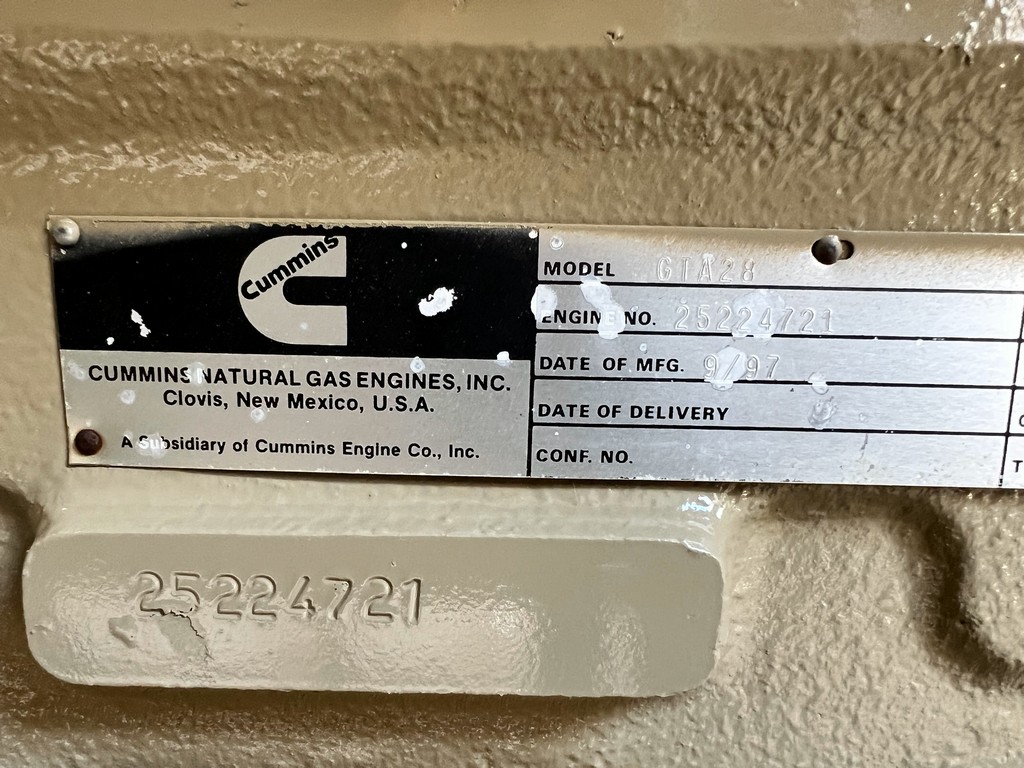 Cummins
CUMMINS NATURAL GAS ENGINES, INC.
Clovis, New Mexico, U.S.A.
A Subsidiary of Cummins Engine Co., Inc.
MODEL GTA28
ENGINE NO. 25224721
DATE OF MFG. 9/97
DATE OF DELIVERY
CONF. NO.
25224721